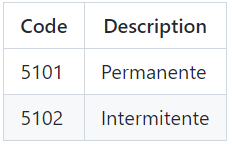 Code Description
5101 Permanente
5102 Intermitente